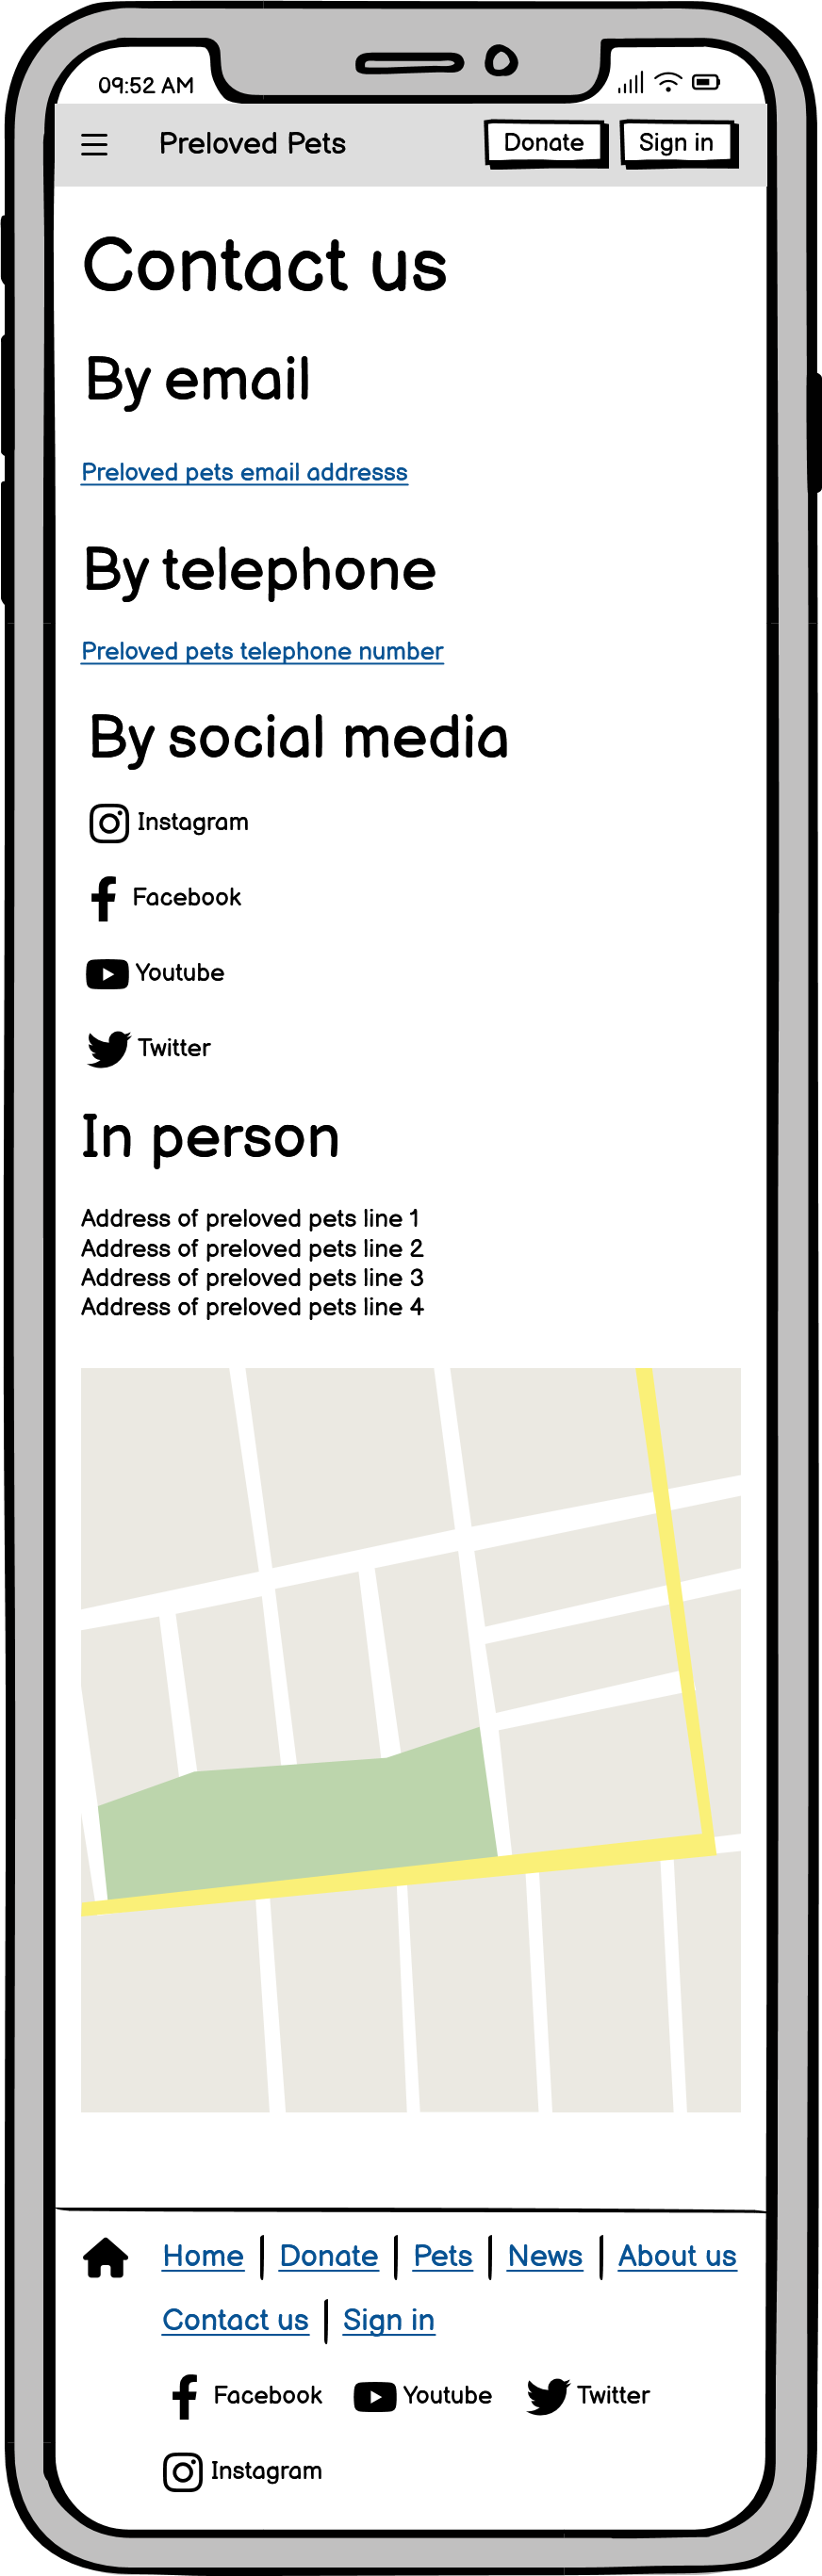 09:52 AM
Preloved Pets Donate Sign in
Contact us
By email
Preloved pets email addresss
By telephone
Preloved pets telephone number
By social media
Instagram
Facebook
Youtube
Twitter
In person
Address of preloved pets line 1
Address of preloved pets line 2
Address of preloved pets line 3
Address of preloved pets line 4
Home | Donate | Pets | News | About us
Contact us | Sign in
Facebook Youtube Twitter
Instagram